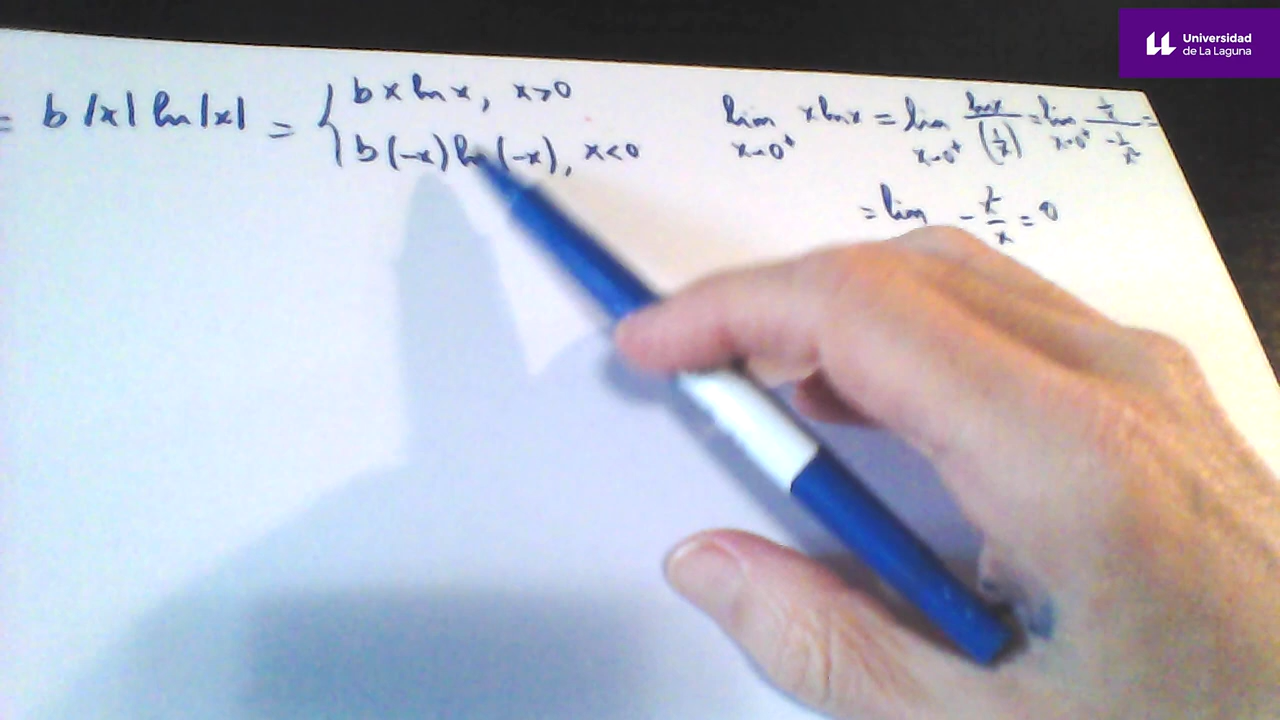 = b|x| ln|x| = { b x ln x, x>0
b(-x) ln(-x), x<0
lim x→0⁺ x ln x = lim x→0⁺ ln x / (1/x) = lim x→0⁺ (1/x) / (-1/x²) =
= lim - x²/x = 0
Universidad
de La Laguna